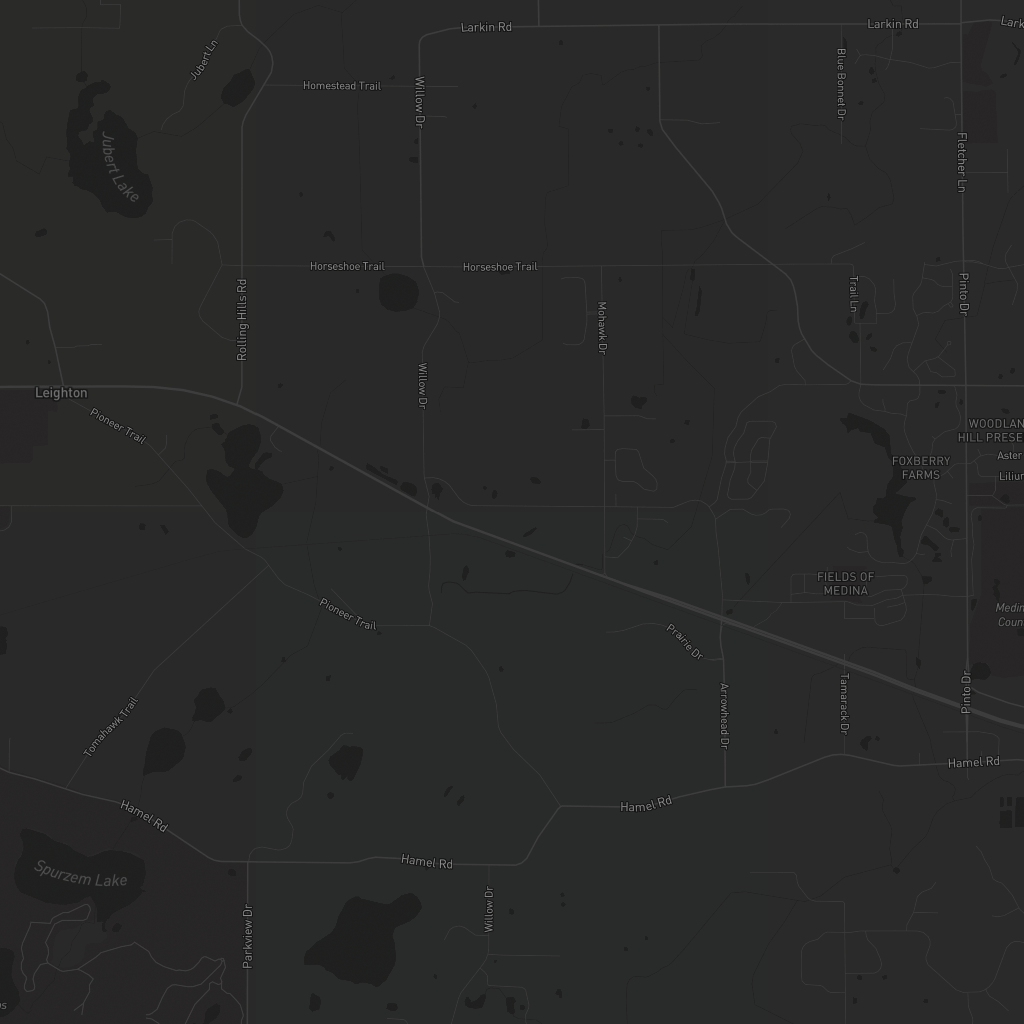 Larkin Rd
Larkin Rd
Jubert Ln
Homestead Trail
Willow Dr
Blue Bonnet Dr
Jubert Lake
Fletcher Ln
Horseshoe Trail
Horseshoe Trail
Rolling Hills Rd
Mohawk Dr
Trail Ln
Pinto Dr
Leighton
Willow Dr
Pioneer Trail
WOODLAN
HILL PRESE
Aster
FOXBERRY
FARMS
Liliu
FIELDS OF
MEDINA
Pioneer Trail
Medin
Coun
Prairie Dr
Pinto Dr
Arrowhead Dr
Tamarack Dr
Tomahawk Trail
Hamel Rd
Hamel Rd
Hamel Rd
Hamel Rd
Spurzem Lake
Willow Dr
Parkview Dr